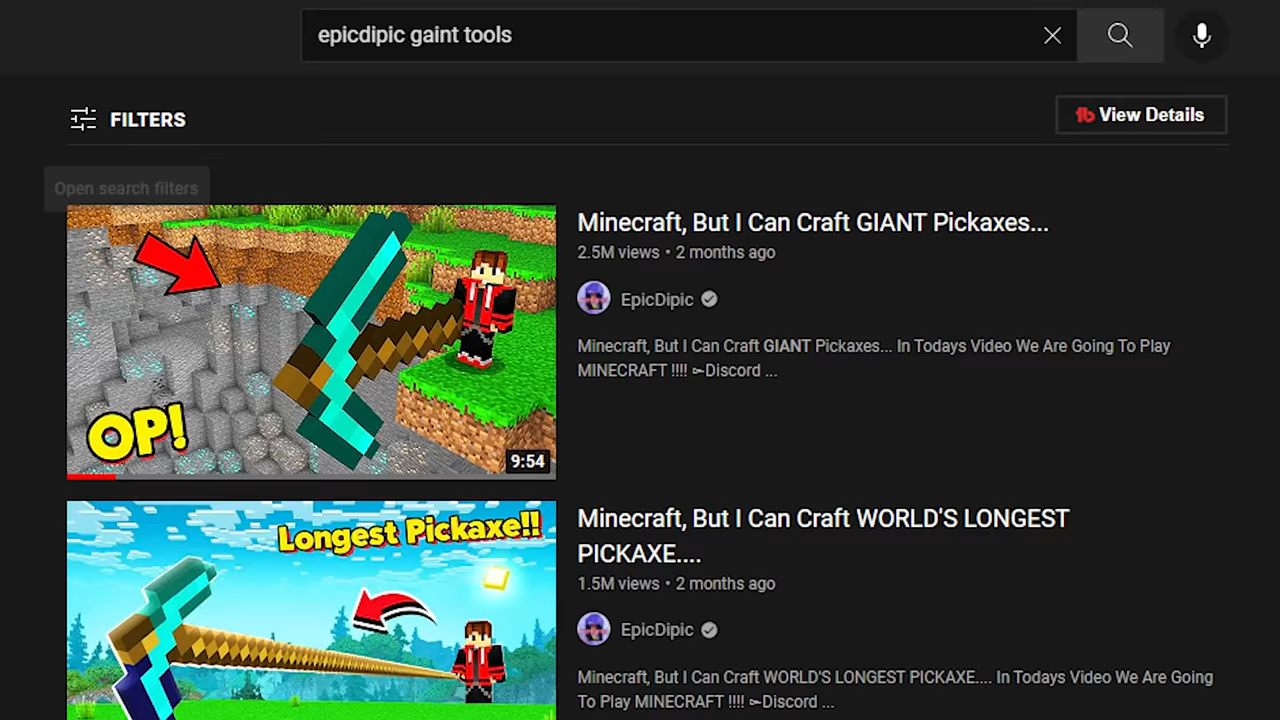 epicdipic gaint tools
FILTERS
View Details
Open search filters
OP!
9:54
Minecraft, But I Can Craft GIANT Pickaxes...
2.5M views • 2 months ago
EpicDipic
Minecraft, But I Can Craft GIANT Pickaxes... In Todays Video We Are Going To Play
MINECRAFT !!!! ➳Discord ...
Longest Pickaxe!!
Minecraft, But I Can Craft WORLD'S LONGEST
PICKAXE....
1.5M views • 2 months ago
EpicDipic
Minecraft, But I Can Craft WORLD'S LONGEST PICKAXE.... In Todays Video We Are Going
To Play MINECRAFT !!!! ➳Discord ...